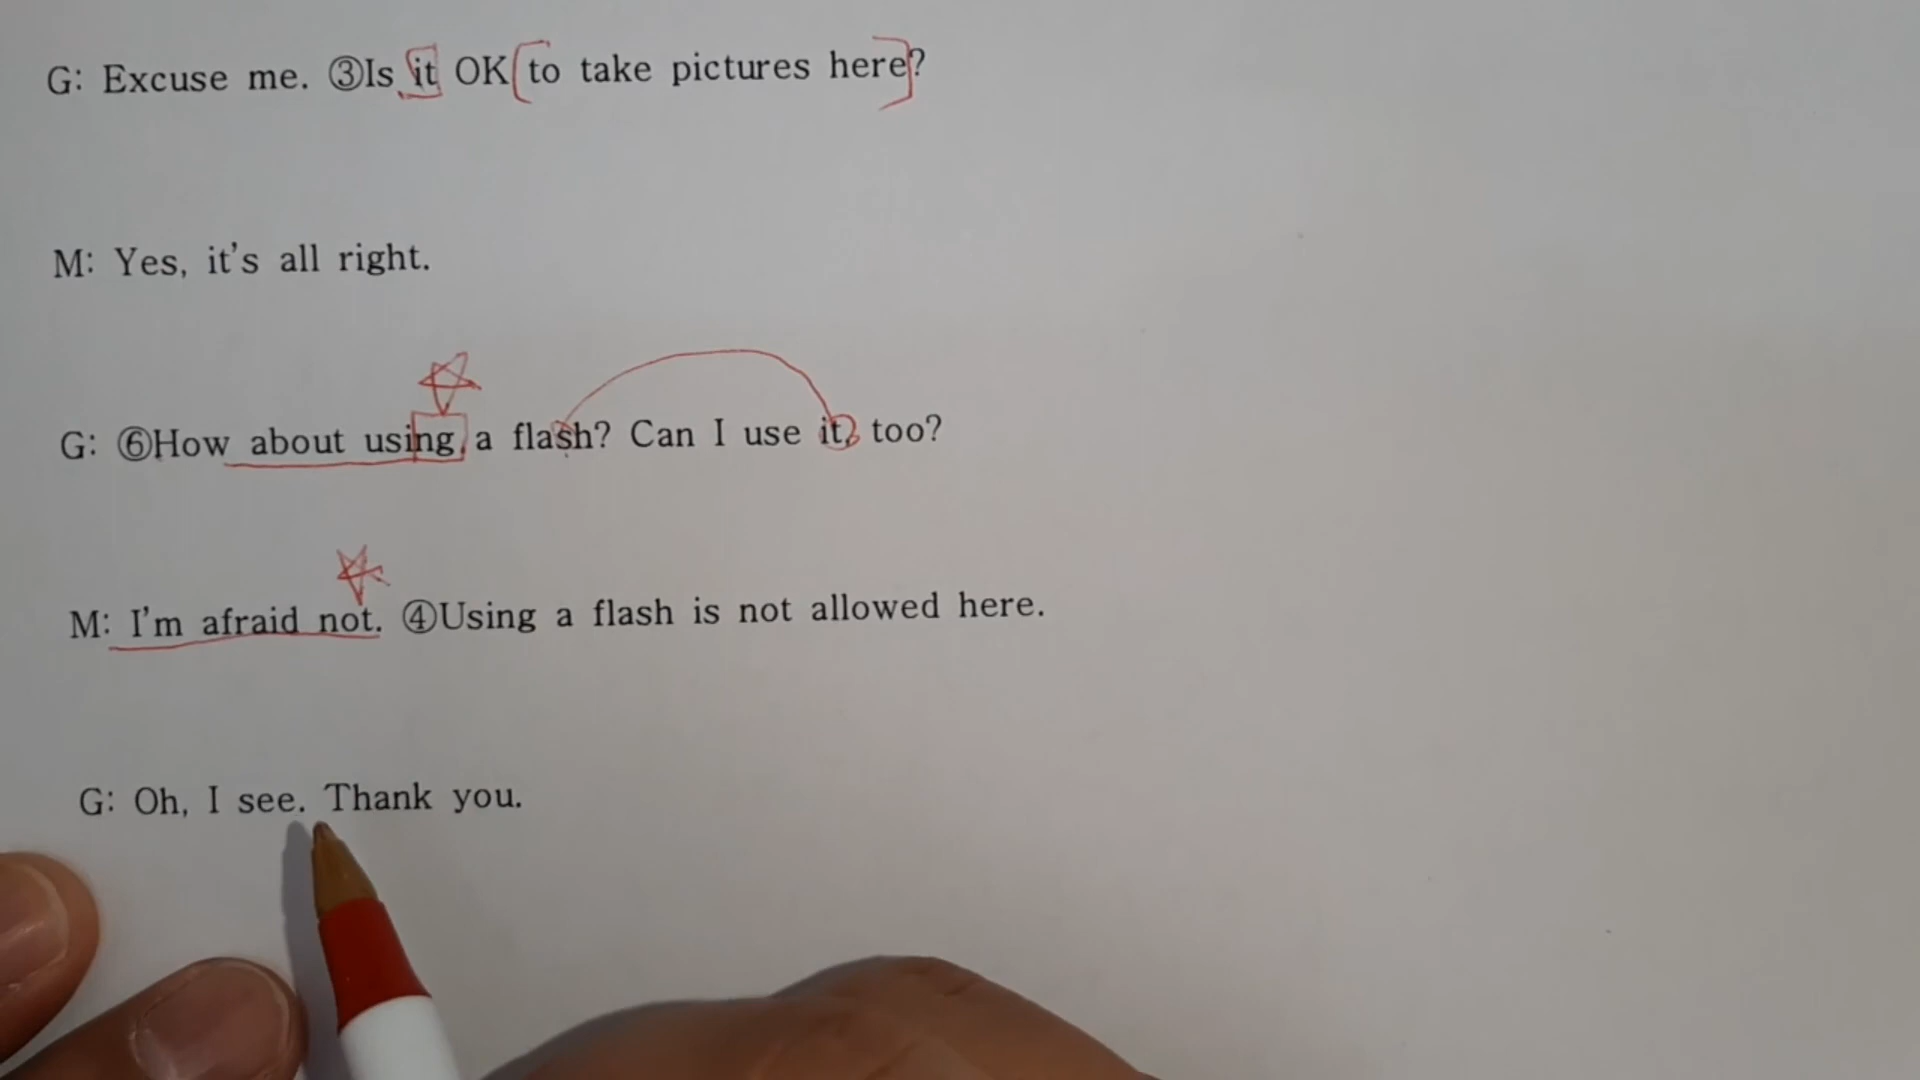 G: Excuse me. ③Is it OK to take pictures here?
M: Yes, it's all right.
G: ⑥How about using a flash? Can I use it, too?
M: I'm afraid not. ④Using a flash is not allowed here.
G: Oh, I see. Thank you.